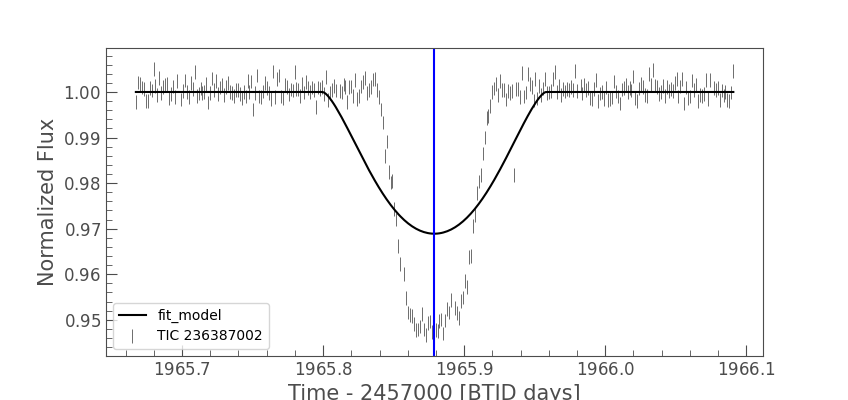 1.00
0.99
0.98
0.97
0.96
0.95
Normalized Flux
fit_model
TIC 236387002
1965.7
1965.8
1965.9
1966.0
1966.1
Time - 2457000 [BTJD days]